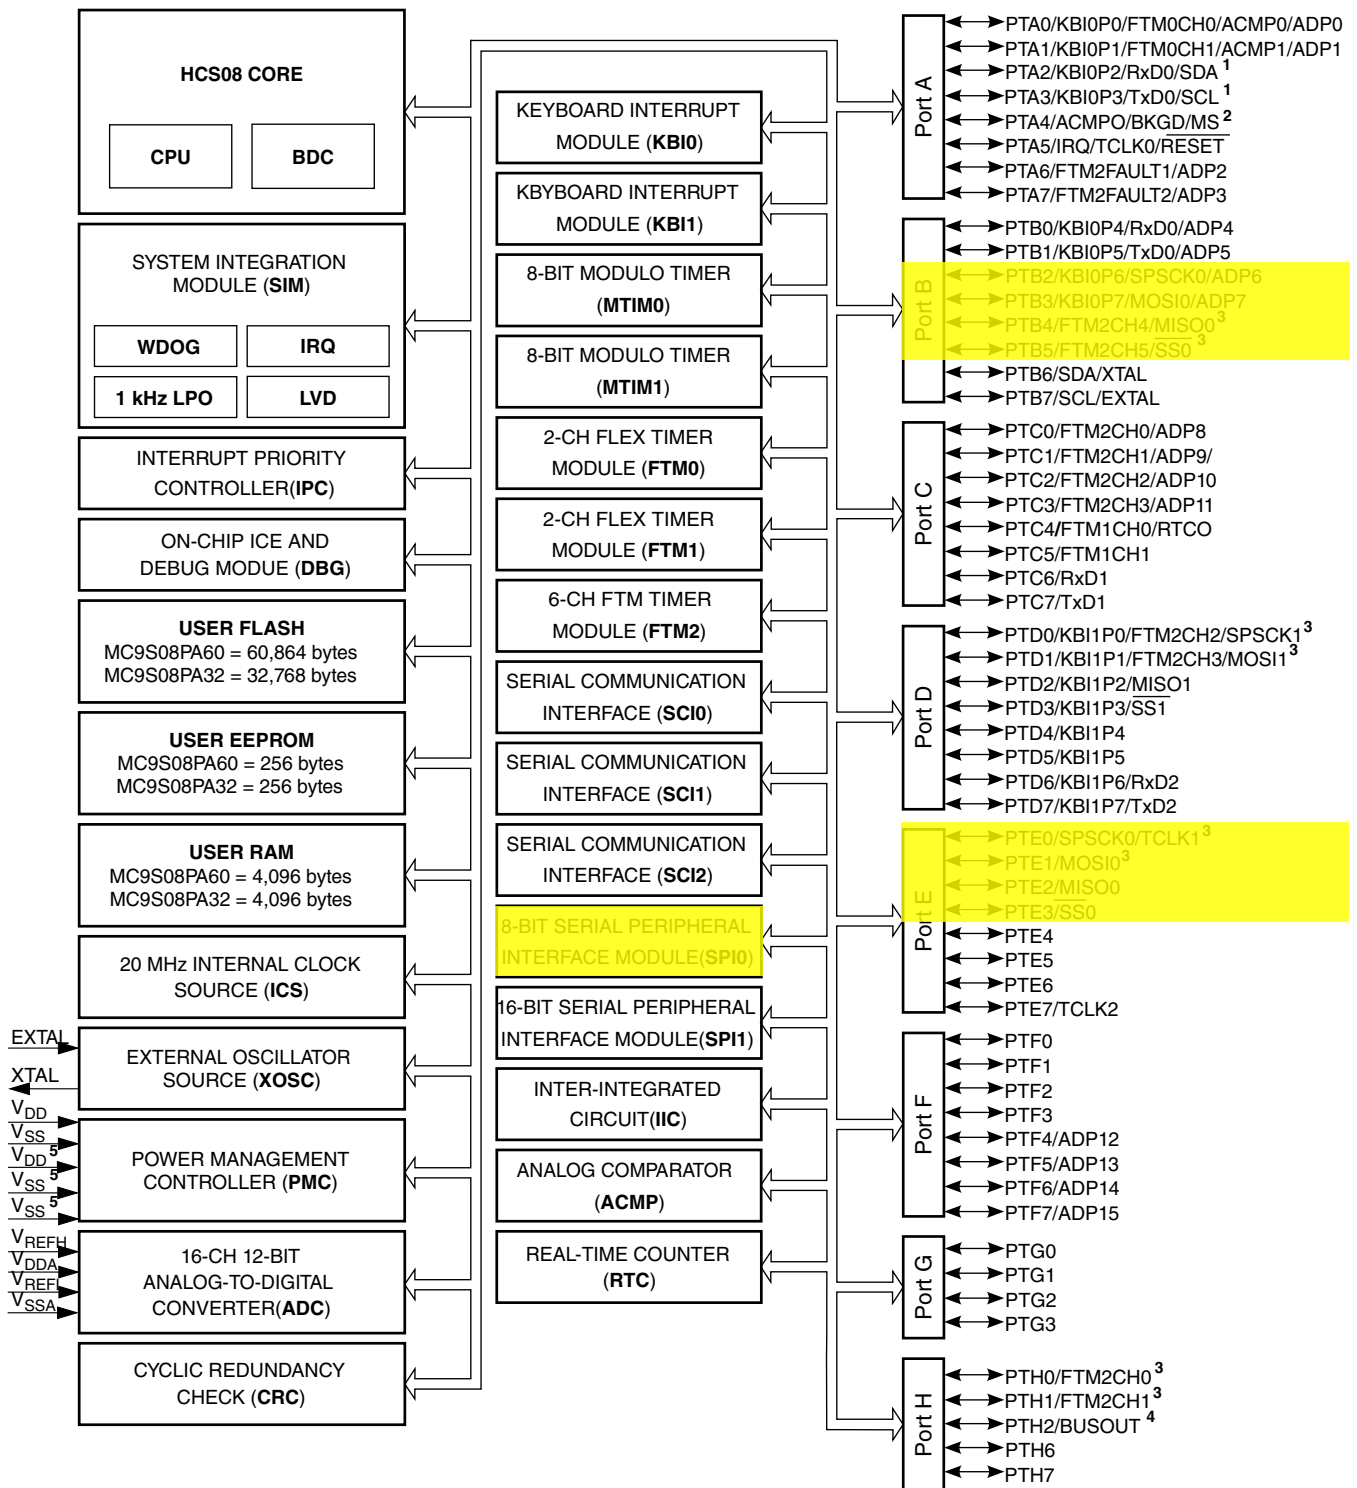 HCS08 CORE
CPU
BDC
SYSTEM INTEGRATION
MODULE (SIM)
WDOG
IRQ
1 kHz LPO
LVD
INTERRUPT PRIORITY
CONTROLLER(IPC)
ON-CHIP ICE AND
DEBUG MODUE (DBG)
USER FLASH
MC9S08PA60 = 60,864 bytes
MC9S08PA32 = 32,768 bytes
USER EEPROM
MC9S08PA60 = 256 bytes
MC9S08PA32 = 256 bytes
USER RAM
MC9S08PA60 = 4,096 bytes
MC9S08PA32 = 4,096 bytes
20 MHz INTERNAL CLOCK
SOURCE (ICS)
EXTAL
XTAL
EXTERNAL OSCILLATOR
SOURCE (XOSC)
VDD
VSS
VDD 5
VSS 5
VSS 5
POWER MANAGEMENT
CONTROLLER (PMC)
VREFH
VDDA
VREFL
VSSA
16-CH 12-BIT
ANALOG-TO-DIGITAL
CONVERTER(ADC)
CYCLIC REDUNDANCY
CHECK (CRC)
KEYBOARD INTERRUPT
MODULE (KBI0)
KBYBOARD INTERRUPT
MODULE (KBI1)
8-BIT MODULO TIMER
(MTIM0)
8-BIT MODULO TIMER
(MTIM1)
2-CH FLEX TIMER
MODULE (FTM0)
2-CH FLEX TIMER
MODULE (FTM1)
6-CH FTM TIMER
MODULE (FTM2)
SERIAL COMMUNICATION
INTERFACE (SCI0)
SERIAL COMMUNICATION
INTERFACE (SCI1)
SERIAL COMMUNICATION
INTERFACE (SCI2)
8-BIT SERIAL PERIPHERAL
INTERFACE MODULE(SPI0)
16-BIT SERIAL PERIPHERAL
INTERFACE MODULE(SPI1)
INTER-INTEGRATED
CIRCUIT(IIC)
ANALOG COMPARATOR
(ACMP)
REAL-TIME COUNTER
(RTC)
Port A
PTA0/KBI0P0/FTM0CH0/ACMP0/ADP0
PTA1/KBI0P1/FTM0CH1/ACMP1/ADP1
PTA2/KBI0P2/RxD0/SDA 1
PTA3/KBI0P3/TxD0/SCL 1
PTA4/ACMPO/BKGD/MS 2
PTA5/IRQ/TCLK0/RESET
PTA6/FTM2FAULT1/ADP2
PTA7/FTM2FAULT2/ADP3
Port B
PTB0/KBI0P4/RxD0/ADP4
PTB1/KBI0P5/TxD0/ADP5
PTB2/KBI0P6/SPSCK0/ADP6
PTB3/KBI0P7/MOSI0/ADP7
PTB4/FTM2CH4/MISO0 3
PTB5/FTM2CH5/SS0 3
PTB6/SDA/XTAL
PTB7/SCL/EXTAL
Port C
PTC0/FTM2CH0/ADP8
PTC1/FTM2CH1/ADP9/
PTC2/FTM2CH2/ADP10
PTC3/FTM2CH3/ADP11
PTC4/FTM1CH0/RTCO
PTC5/FTM1CH1
PTC6/RxD1
PTC7/TxD1
Port D
PTD0/KBI1P0/FTM2CH2/SPSCK1 3
PTD1/KBI1P1/FTM2CH3/MOSI1 3
PTD2/KBI1P2/MISO1
PTD3/KBI1P3/SS1
PTD4/KBI1P4
PTD5/KBI1P5
PTD6/KBI1P6/RxD2
PTD7/KBI1P7/TxD2
Port E
PTE0/SPSCK0/TCLK1 3
PTE1/MOSI0 3
PTE2/MISO0
PTE3/SS0
PTE4
PTE5
PTE6
PTE7/TCLK2
Port F
PTF0
PTF1
PTF2
PTF3
PTF4/ADP12
PTF5/ADP13
PTF6/ADP14
PTF7/ADP15
Port G
PTG0
PTG1
PTG2
PTG3
Port H
PTH0/FTM2CH0 3
PTH1/FTM2CH1 3
PTH2/BUSOUT 4
PTH6
PTH7